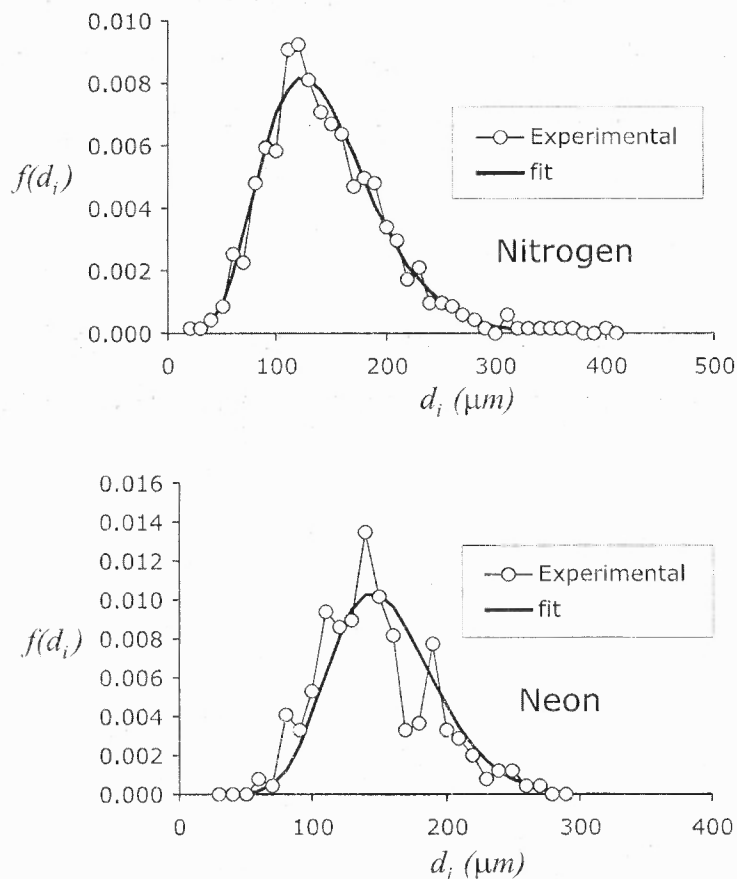 0.010
0.008
0.006
0.004
0.002
0.000
f(d_i)
Experimental
fit
Nitrogen
0 100 200 300 400 500
d_i (μm)
0.016
0.014
0.012
0.010
0.008
0.006
0.004
0.002
0.000
f(d_i)
Experimental
fit
Neon
0 100 200 300 400
d_i (μm)